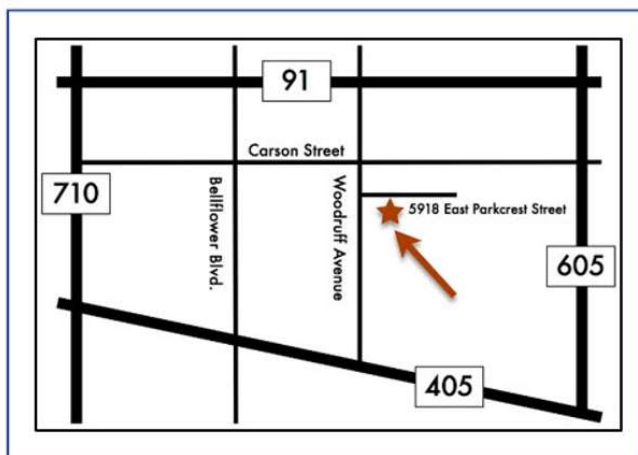 91
Carson Street
710
Bellflower Blvd.
Woodruff Avenue
5918 East Parkcrest Street
605
405